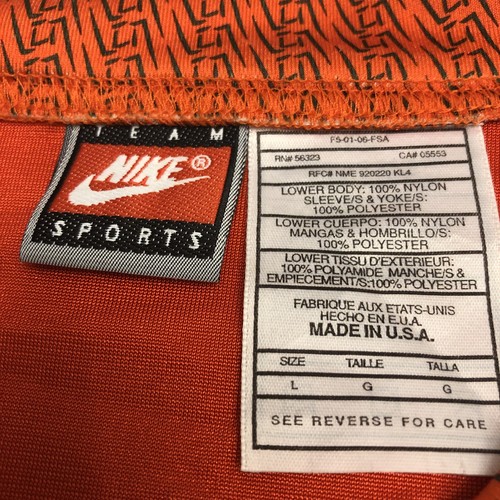 TEAM
NIKE®
SPORTS
F5-01-06-FSA
RN# 56323 CA# 05553
RFC# NME 920220 KL4
LOWER BODY: 100% NYLON
SLEEVE/S & YOKE/S:
100% POLYESTER
LOWER CUERPO: 100% NYLON
MANGAS & HOMBRILLO/S:
100% POLYESTER
LOWER TISSU D'EXTERIEUR:
100% POLYAMIDE MANCHE/S &
EMPIECEMENT/S:100% POLYESTER
FABRIQUE AUX ETATS-UNIS
HECHO EN E.U.A.
MADE IN U.S.A.
SIZE TAILLE TALLA
L G G
SEE REVERSE FOR CARE